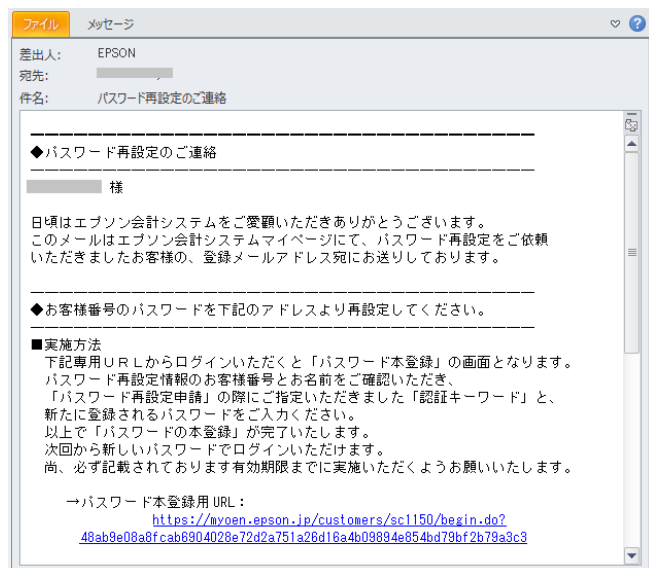 ファイル メッセージ
差出人: EPSON
宛先:
件名: パスワード再設定のご連絡
◆パスワード再設定のご連絡
様
日頃はエプソン会計システムをご愛顧いただきありがとうございます。
このメールはエプソン会計システムマイページにて、パスワード再設定をご依頼
いただきましたお客様の、登録メールアドレス宛にお送りしております。
◆お客様番号のパスワードを下記のアドレスより再設定してください。
■実施方法
下記専用ＵＲＬからログインいただくと「パスワード本登録」の画面となります。
パスワード再設定情報のお客様番号とお名前をご確認いただき、
「パスワード再設定申請」の際にご指定いただきました「認証キーワード」と、
新たに登録されるパスワードをご入力ください。
以上で「パスワードの本登録」が完了いたします。
次回から新しいパスワードでログインいただけます。
尚、必ず記載されております有効期限までに実施いただくようお願いいたします。
→パスワード本登録用URL：
https://myoen.epson.jp/customers/sc1150/begin.do?
48ab9e08a8fcab6904028e72d2a751a26d16a4b09894e854bd79bf2b79a3c3